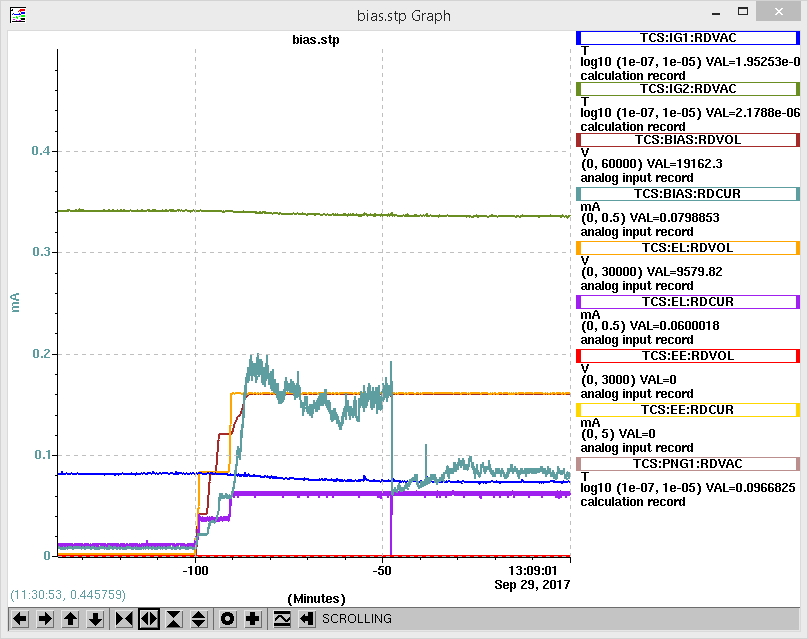 bias.stp Graph
bias.stp
mA
0.4
0.3
0.2
0.1
0
-100
-50
13:09:01
Sep 29, 2017
(11:30:53, 0.445759)
(Minutes)
SCROLLING
TCS:IG1:RDVAC
T
log10 (1e-07, 1e-05) VAL=1.95253e-0
calculation record
TCS:IG2:RDVAC
T
log10 (1e-07, 1e-05) VAL=2.1788e-06
calculation record
TCS:BIAS:RDVOL
V
(0, 60000) VAL=19162.3
analog input record
TCS:BIAS:RDCUR
mA
(0, 0.5) VAL=0.0798853
analog input record
TCS:EL:RDVOL
V
(0, 30000) VAL=9579.82
analog input record
TCS:EL:RDCUR
mA
(0, 0.5) VAL=0.0600018
analog input record
TCS:EE:RDVOL
V
(0, 3000) VAL=0
analog input record
TCS:EE:RDCUR
mA
(0, 5) VAL=0
analog input record
TCS:PNG1:RDVAC
T
log10 (1e-07, 1e-05) VAL=0.0966825
calculation record